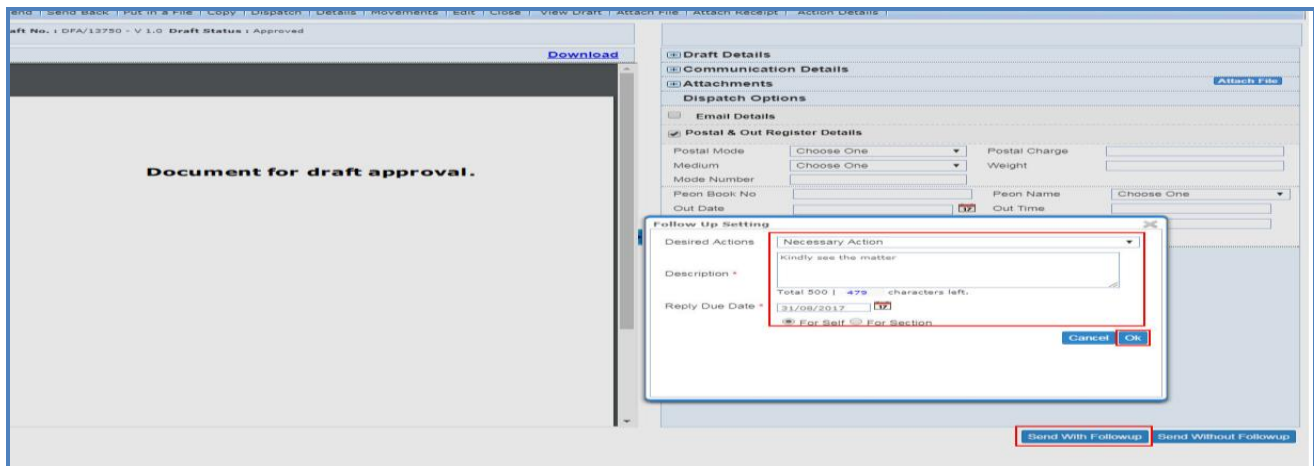 end | Send Back | Put in a File | Copy | Dispatch | Details | Movements | Edit | Close | View Draft | Attach File | Attach Receipt | Action Details |
aft No. : DFA/13750 - V 1.0 Draft Status : Approved
Download
Document for draft approval.
Draft Details
Communication Details
Attachments
Attach File
Dispatch Options
Email Details
Postal & Out Register Details
Postal Mode Choose One Postal Charge
Medium Choose One Weight
Mode Number
Peon Book No Peon Name Choose One
Out Date 17 Out Time
Follow Up Setting
Desired Actions Necessary Action
Description * Kindly see the matter
Total 500 | 479 characters left.
Reply Due Date * 31/08/2017 17
For Self For Section
Cancel Ok
Send With Followup Send Without Followup